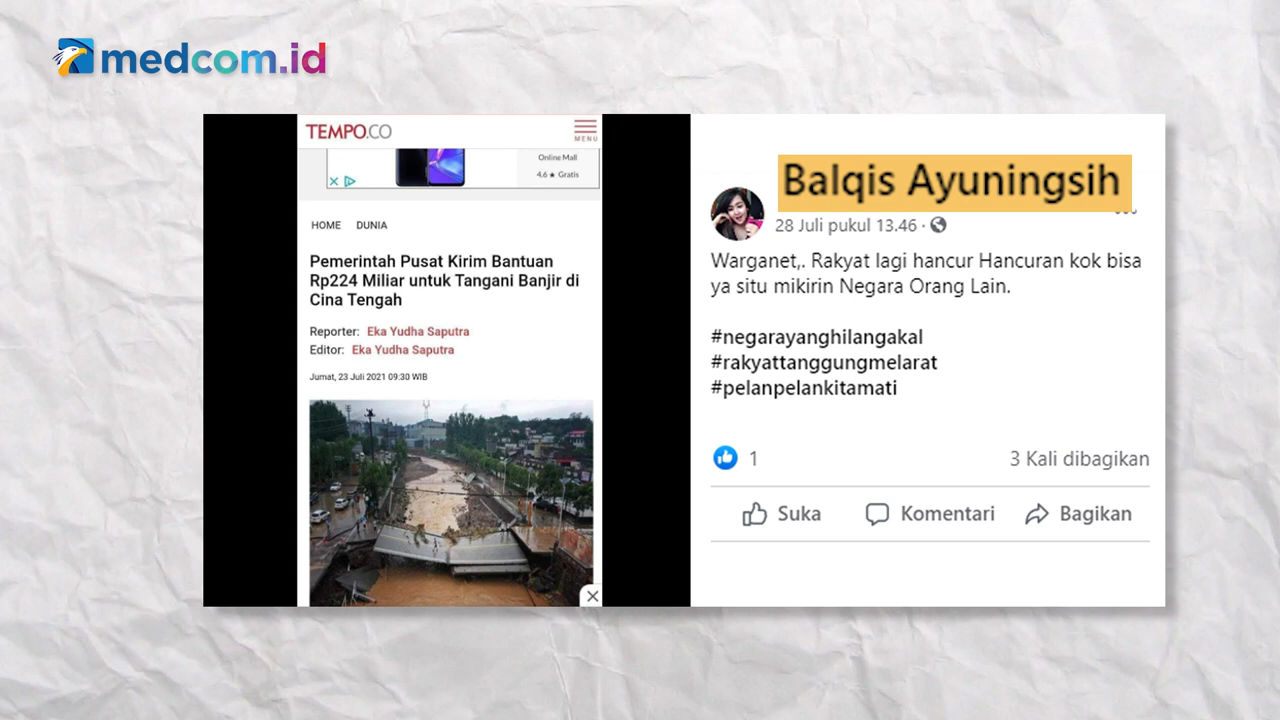 medcom.id
TEMPO.CO
MENU
Online Mall
4.6 ★ Gratis
HOME DUNIA
Pemerintah Pusat Kirim Bantuan
Rp224 Miliar untuk Tangani Banjir di
Cina Tengah
Reporter: Eka Yudha Saputra
Editor: Eka Yudha Saputra
Jumat, 23 Juli 2021 09:30 WIB
Balqis Ayuningsih
28 Juli pukul 13.46 ·
Warganet,. Rakyat lagi hancur Hancuran kok bisa
ya situ mikirin Negara Orang Lain.
#negarayanghilangakal
#rakyattanggungmelarat
#pelanpelankitamati
1
3 Kali dibagikan
Suka Komentari Bagikan